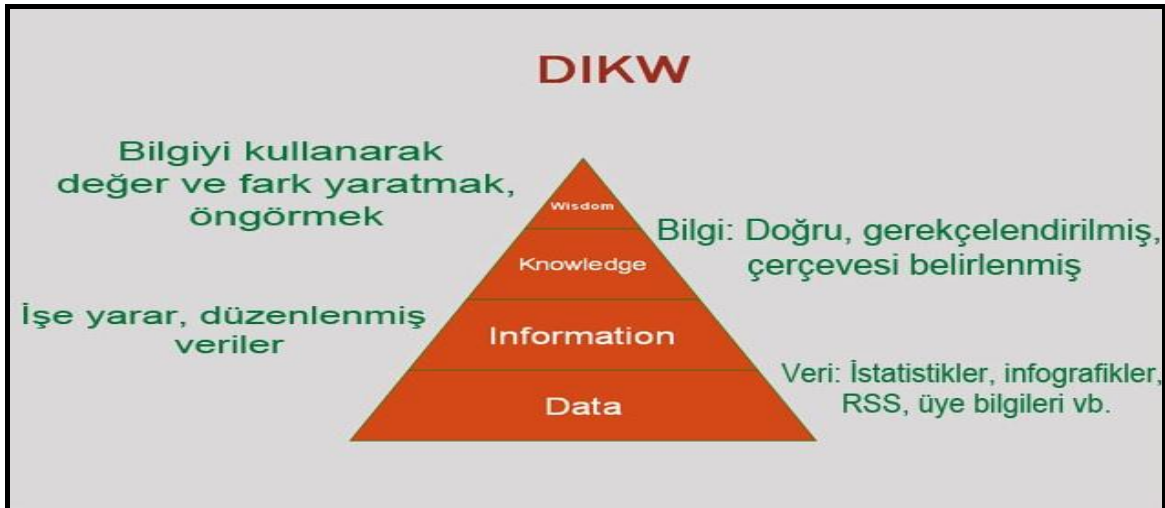 DIKW
Bilgiyi kullanarak
değer ve fark yaratmak,
öngörmek
Wisdom
Bilgi: Doğru, gerekçelendirilmiş,
çerçevesi belirlenmiş
Knowledge
İşe yarar, düzenlenmiş
veriler
Information
Veri: İstatistikler, infografikler,
RSS, üye bilgileri vb.
Data